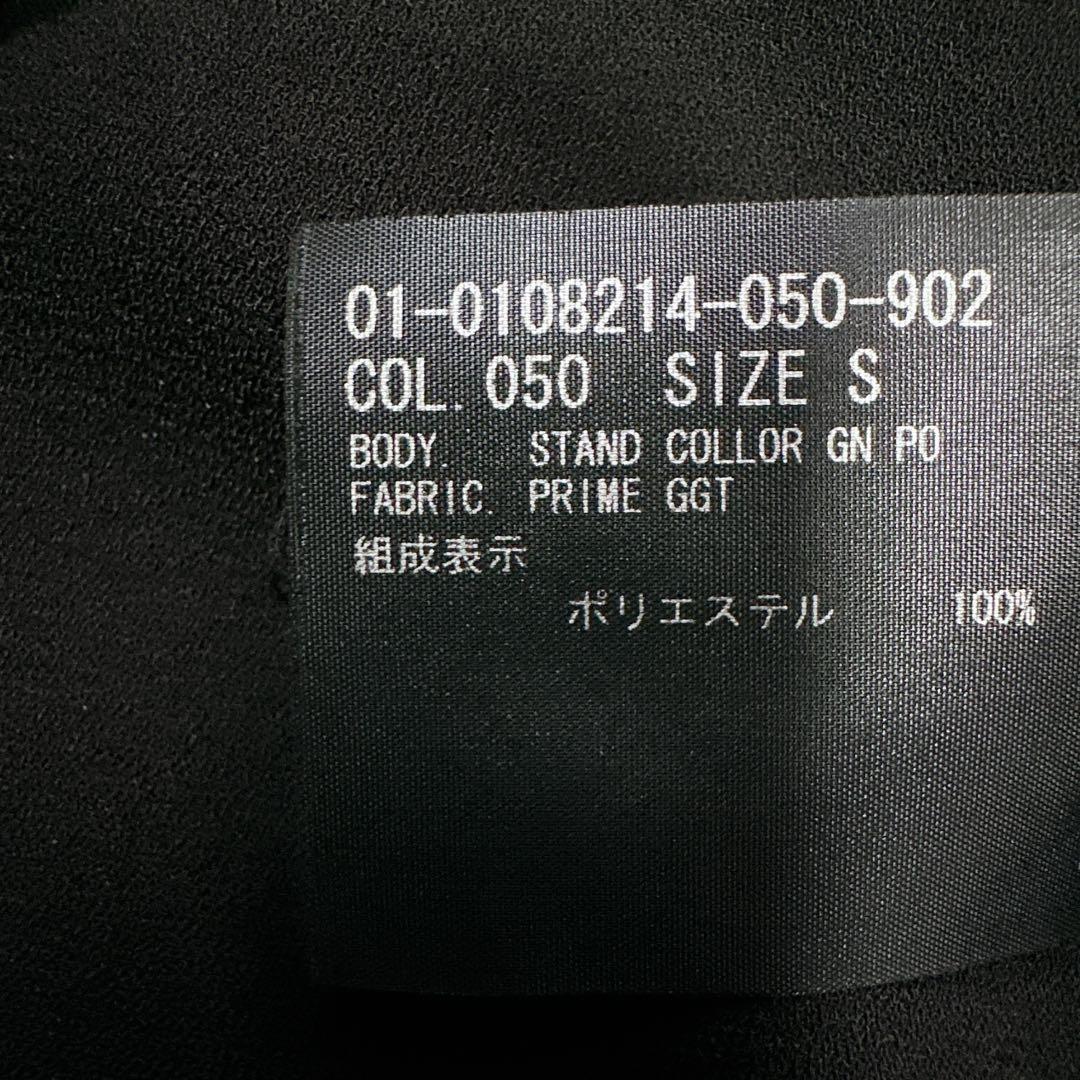 01-0108214-050-902
COL. 050 SIZE S
BODY. STAND COLLOR GN PO
FABRIC. PRIME GGT
組成表示
ポリエステル 100%